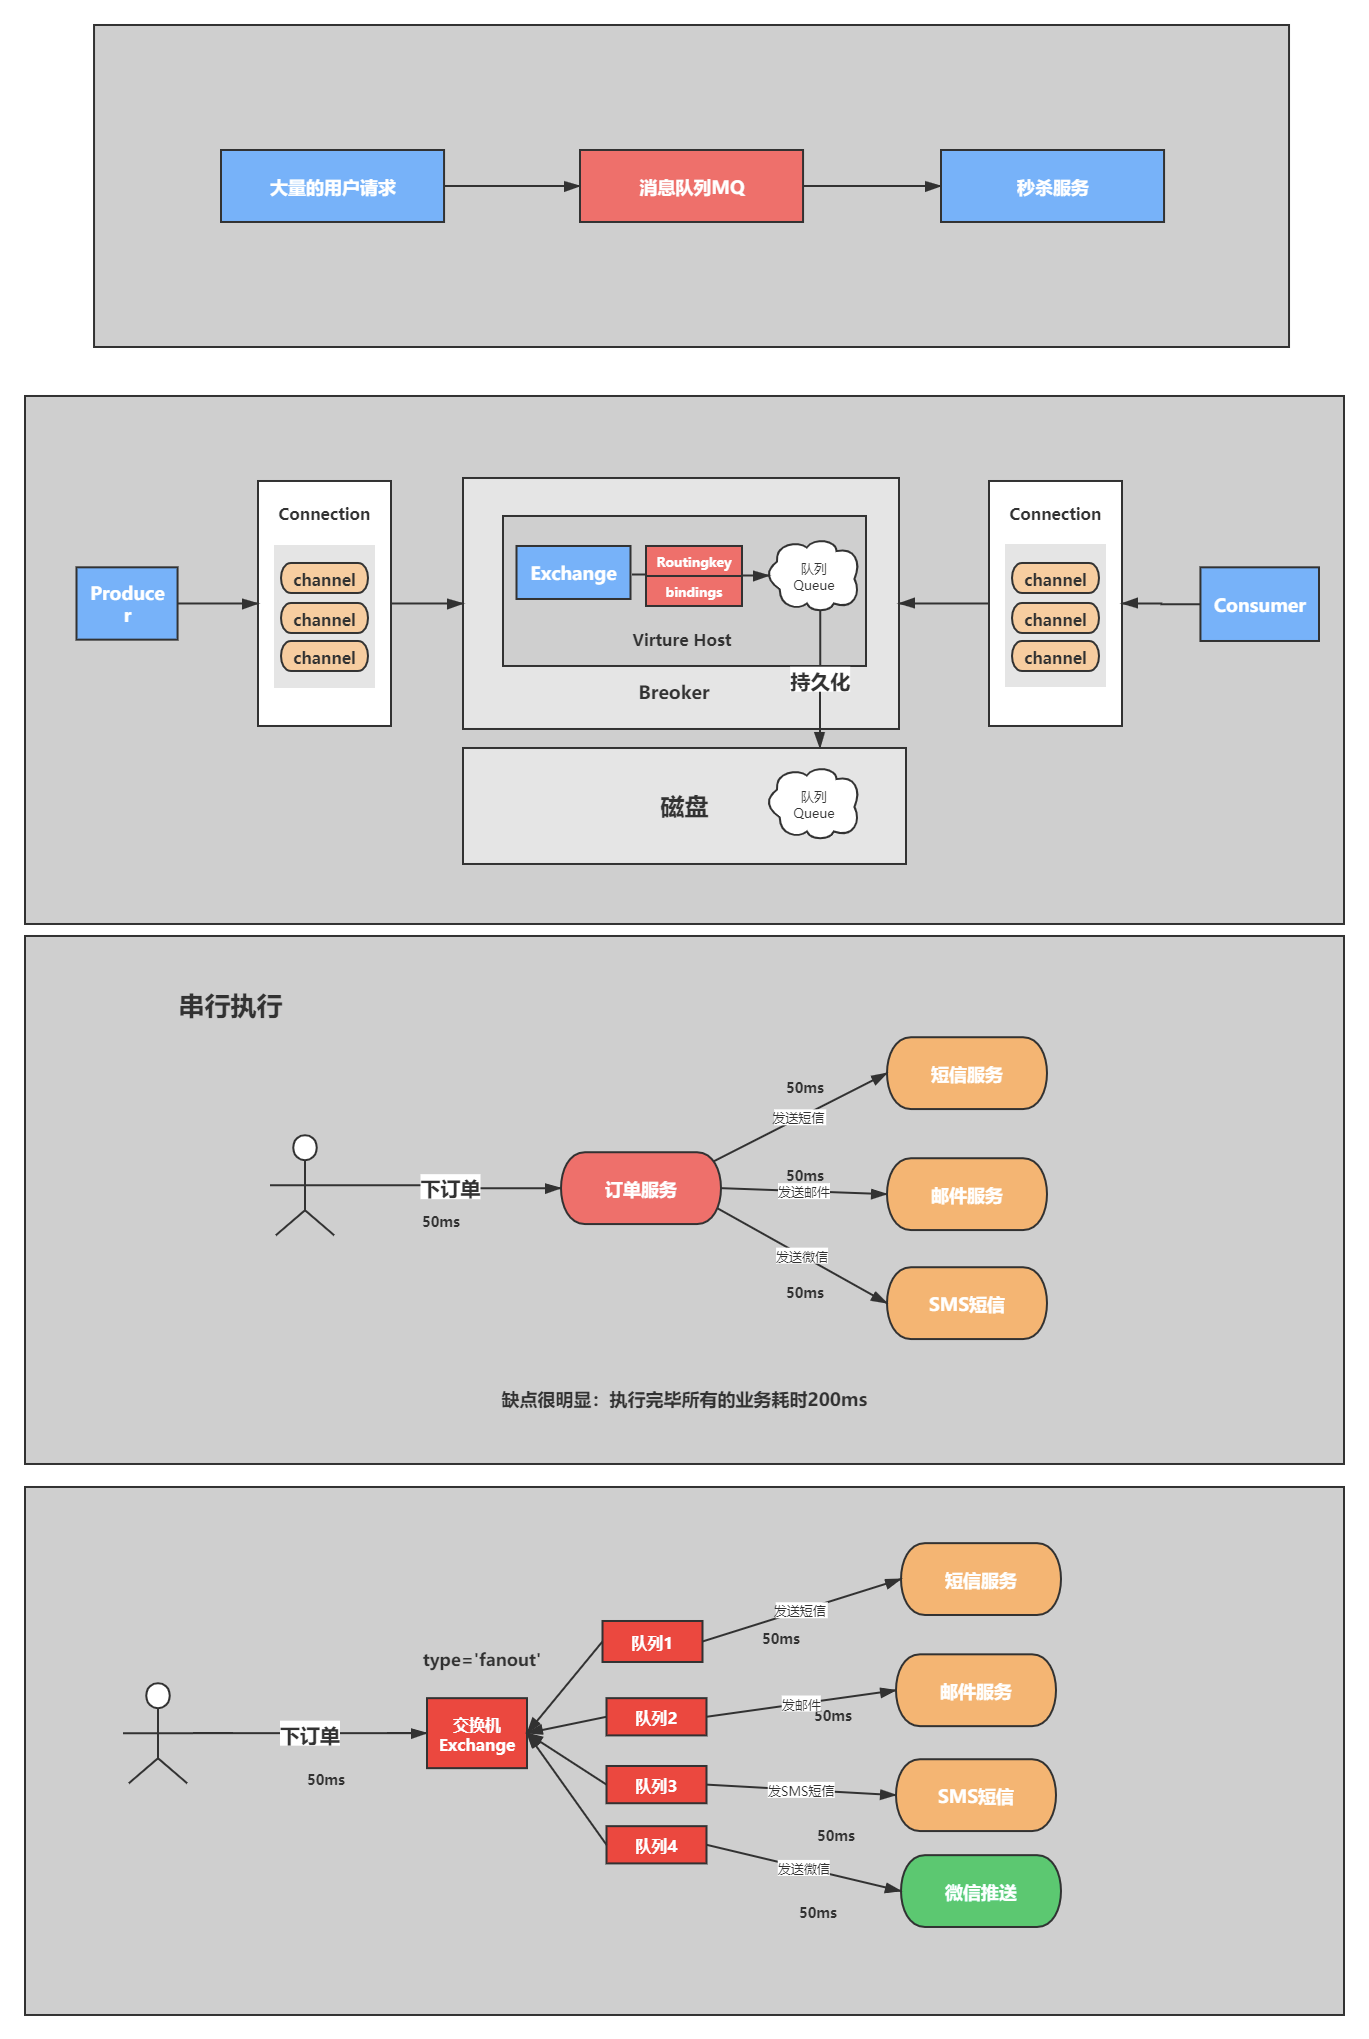 大量的用户请求
消息队列MQ
秒杀服务
Connection
channel
channel
channel
Produce
r
Exchange
Routingkey
bindings
队列
Queue
Virture Host
Breoker
持久化
磁盘
队列
Queue
Connection
channel
channel
channel
Consumer
串行执行
下订单
50ms
订单服务
50ms
发送短信
短信服务
50ms
发送邮件
邮件服务
发送微信
50ms
SMS短信
缺点很明显：执行完毕所有的业务耗时200ms
下订单
50ms
type='fanout'
交换机
Exchange
队列1
发送短信
50ms
短信服务
队列2
发邮件
50ms
邮件服务
队列3
发SMS短信
50ms
SMS短信
队列4
发送微信
50ms
微信推送